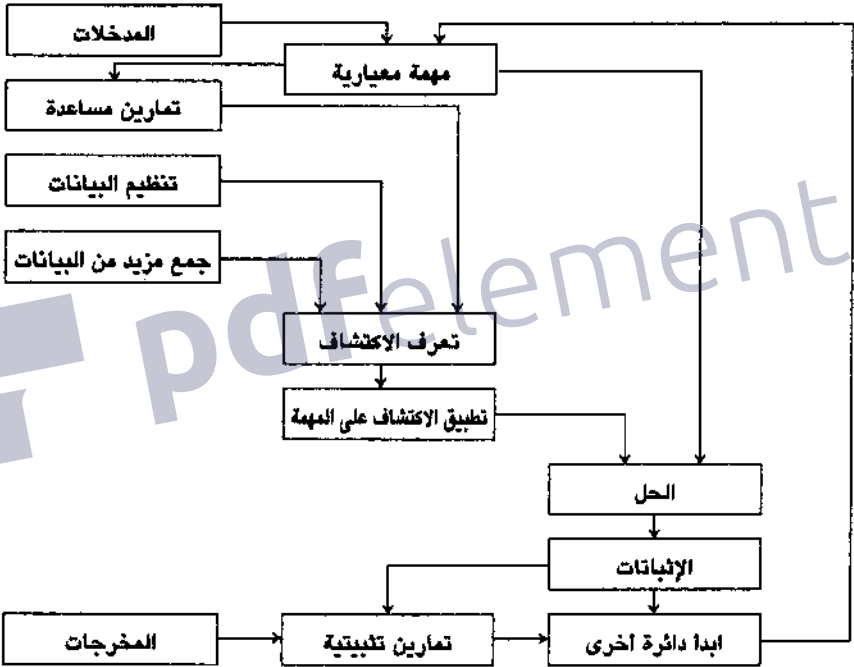 المدخلات
مهمة معيارية
تمارين مساعدة
تنظيم البيانات
جمع مزيد من البيانات
pdfelement
تعرف الاكتشاف
تطبيق الاكتشاف على المهمة
الحل
الإثباتات
ابدأ دائرة أخرى
تمارين تثبيتية
المخرجات